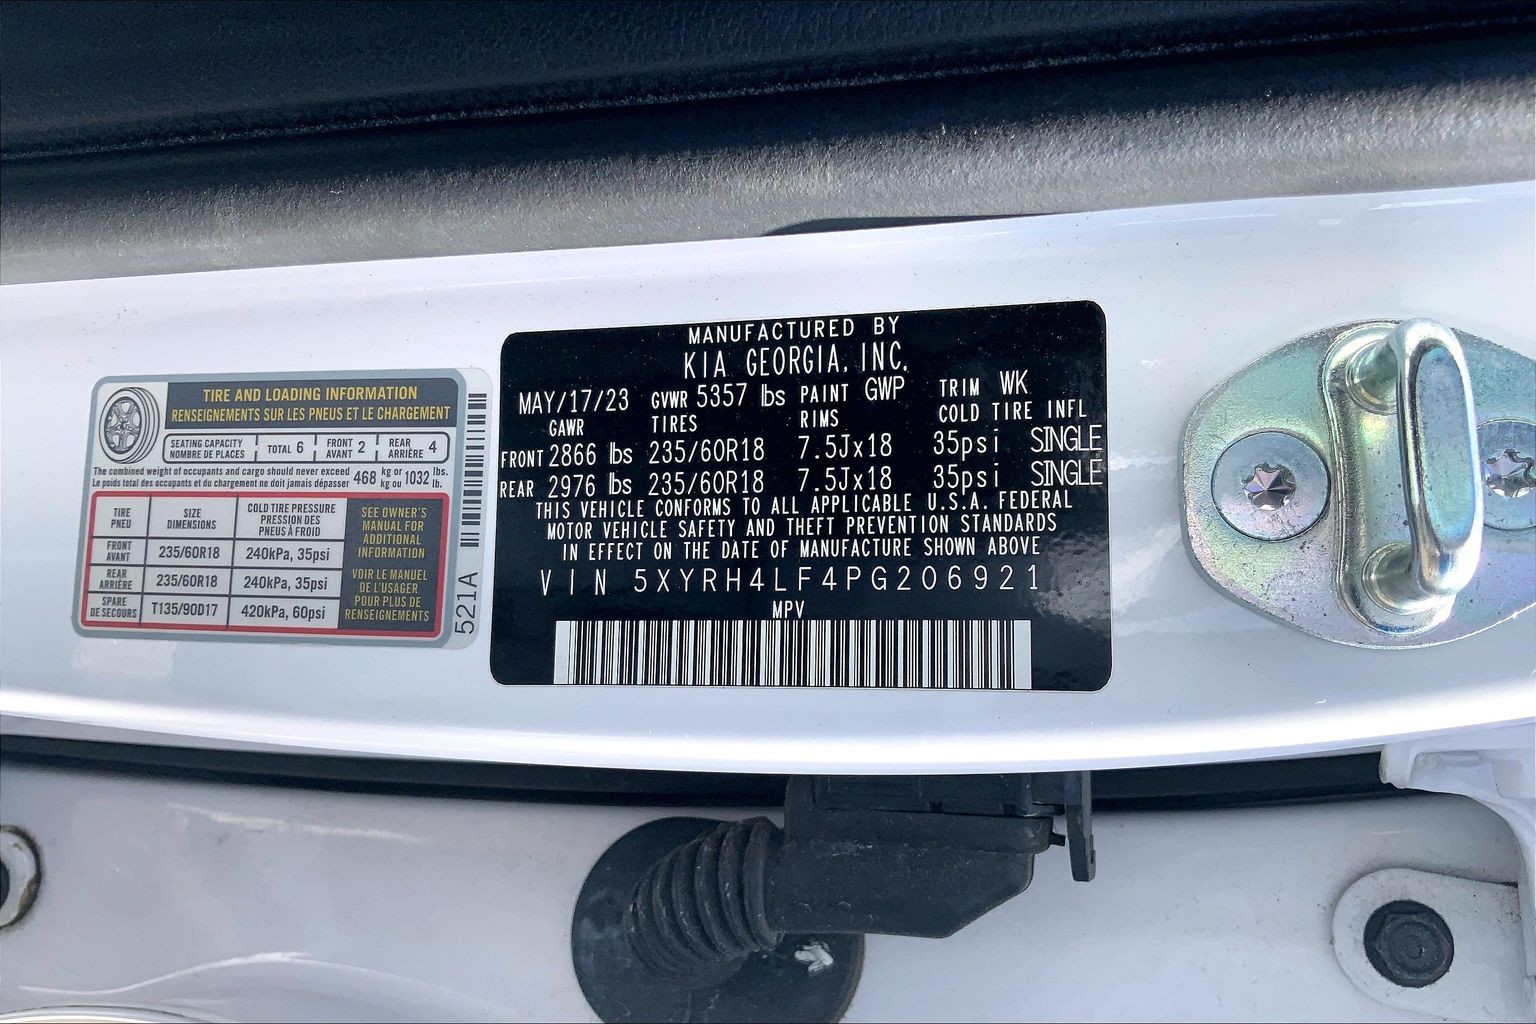 TIRE AND LOADING INFORMATION
RENSEIGNEMENTS SUR LES PNEUS ET LE CHARGEMENT
SEATING CAPACITY
NOMBRE DE PLACES
TOTAL 6
FRONT
AVANT 2
REAR
ARRIÈRE 4
The combined weight of occupants and cargo should never exceed 468 kg or 1032 lbs.
Le poids total des occupants et du chargement ne doit jamais dépasser kg ou lb.
TIRE
PNEU
SIZE
DIMENSIONS
COLD TIRE PRESSURE
PRESSION DES
PNEUS À FROID
FRONT
AVANT
235/60R18
240kPa, 35psi
REAR
ARRIÈRE
235/60R18
240kPa, 35psi
SPARE
DE SECOURS
T135/90D17
420kPa, 60psi
SEE OWNER'S
MANUAL FOR
ADDITIONAL
INFORMATION
VOIR LE MANUEL
DE L'USAGER
POUR PLUS DE
RENSEIGNEMENTS
521A
MANUFACTURED BY
KIA GEORGIA, INC.
MAY/17/23 GVWR 5357 lbs PAINT GWP TRIM WK
GAWR TIRES RIMS COLD TIRE INFL
FRONT 2866 lbs 235/60R18 7.5Jx18 35psi SINGLE
REAR 2976 lbs 235/60R18 7.5Jx18 35psi SINGLE
THIS VEHICLE CONFORMS TO ALL APPLICABLE U.S.A. FEDERAL
MOTOR VEHICLE SAFETY AND THEFT PREVENTION STANDARDS
IN EFFECT ON THE DATE OF MANUFACTURE SHOWN ABOVE
VIN 5XYRH4LF4PG206921
MPV